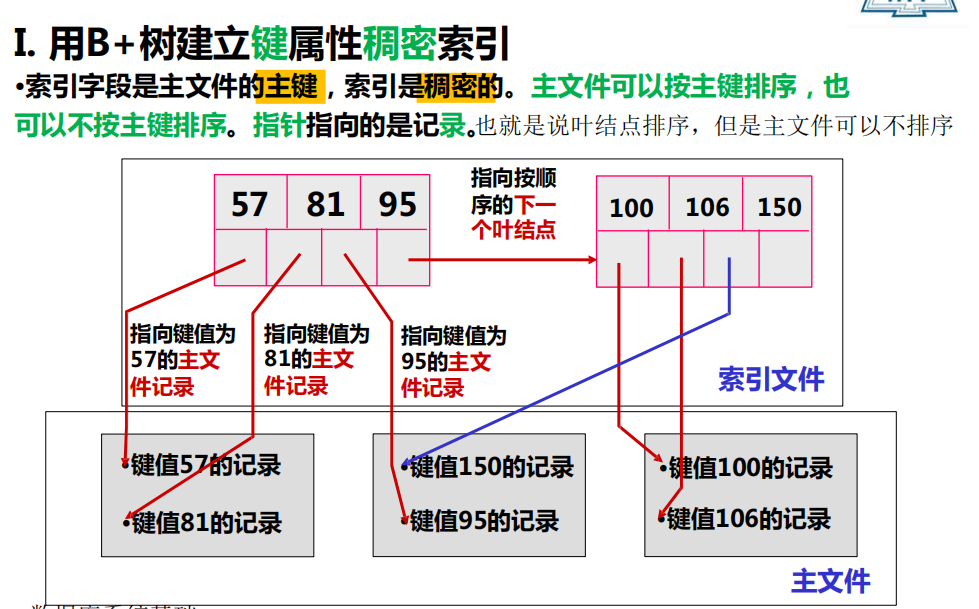 I. 用B+树建立键属性稠密索引
•索引字段是主文件的主键，索引是稠密的。主文件可以按主键排序，也
可以不按主键排序。指针指向的是记录。也就是说叶结点排序，但是主文件可以不排序
57 81 95
指向按顺
序的下一
个叶结点
100 106 150
指向键值为
57的主文
件记录
指向键值为
81的主文
件记录
指向键值为
95的主文
件记录
索引文件
•键值57的记录
•键值81的记录
•键值150的记录
•键值95的记录
•键值100的记录
•键值106的记录
主文件